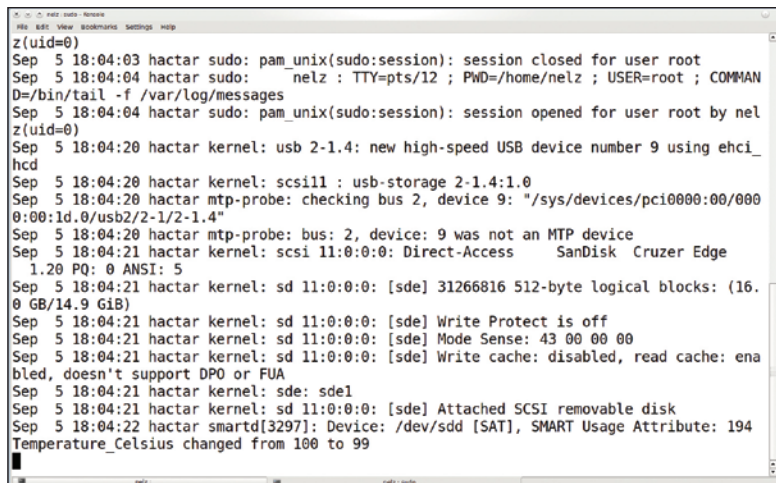 nelz : sudo - Konsole
File Edit View Bookmarks Settings Help
z(uid=0)
Sep  5 18:04:03 hactar sudo: pam_unix(sudo:session): session closed for user root
Sep  5 18:04:04 hactar sudo:     nelz : TTY=pts/12 ; PWD=/home/nelz ; USER=root ; COMMAN
D=/bin/tail -f /var/log/messages
Sep  5 18:04:04 hactar sudo: pam_unix(sudo:session): session opened for user root by nel
z(uid=0)
Sep  5 18:04:20 hactar kernel: usb 2-1.4: new high-speed USB device number 9 using ehci_
hcd
Sep  5 18:04:20 hactar kernel: scsi11 : usb-storage 2-1.4:1.0
Sep  5 18:04:20 hactar mtp-probe: checking bus 2, device 9: "/sys/devices/pci0000:00/000
0:00:1d.0/usb2/2-1/2-1.4"
Sep  5 18:04:20 hactar mtp-probe: bus: 2, device: 9 was not an MTP device
Sep  5 18:04:21 hactar kernel: scsi 11:0:0:0: Direct-Access     SanDisk  Cruzer Edge
  1.20 PQ: 0 ANSI: 5
Sep  5 18:04:21 hactar kernel: sd 11:0:0:0: [sde] 31266816 512-byte logical blocks: (16.
0 GB/14.9 GiB)
Sep  5 18:04:21 hactar kernel: sd 11:0:0:0: [sde] Write Protect is off
Sep  5 18:04:21 hactar kernel: sd 11:0:0:0: [sde] Mode Sense: 43 00 00 00
Sep  5 18:04:21 hactar kernel: sd 11:0:0:0: [sde] Write cache: disabled, read cache: ena
bled, doesn't support DPO or FUA
Sep  5 18:04:21 hactar kernel: sde: sde1
Sep  5 18:04:21 hactar kernel: sd 11:0:0:0: [sde] Attached SCSI removable disk
Sep  5 18:04:22 hactar smartd[3297]: Device: /dev/sdd [SAT], SMART Usage Attribute: 194
Temperature_Celsius changed from 100 to 99
nelz : sudo